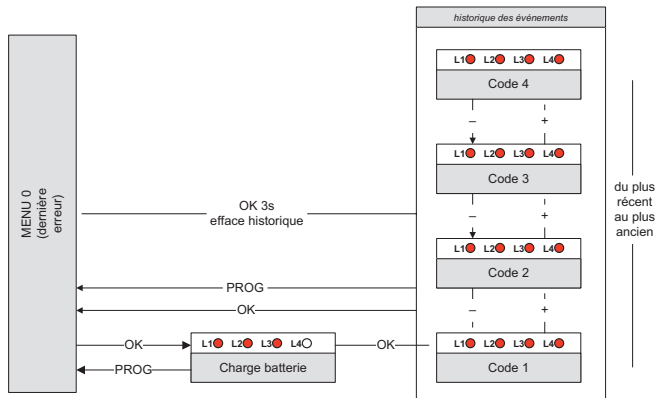 historique des événements
L1 L2 L3 L4
Code 4
– +
L1 L2 L3 L4
Code 3
– +
L1 L2 L3 L4
Code 2
– +
L1 L2 L3 L4
Code 1
du plus
récent
au plus
ancien
MENU 0
(dernière
erreur)
OK 3s
efface historique
PROG
OK
OK
L1 L2 L3 L4
Charge batterie
OK
PROG